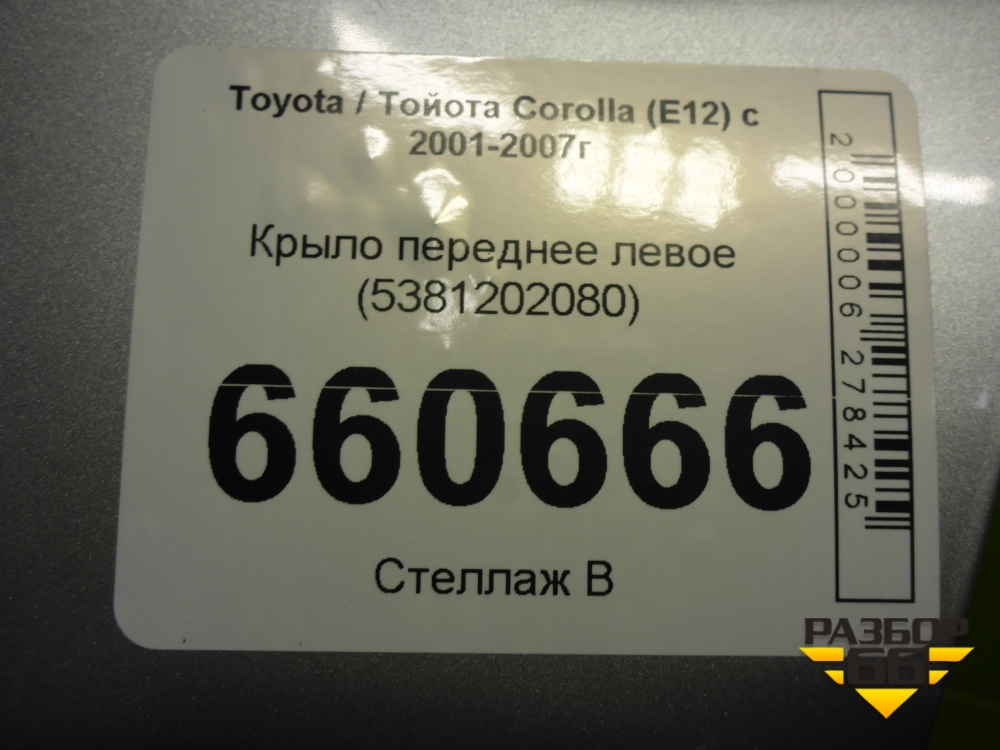 Toyota / Тойота Corolla (E12) с
2001-2007г
Крыло переднее левое
(5381202080)
660666
Стеллаж В
2000006278425
РАЗБОР
66